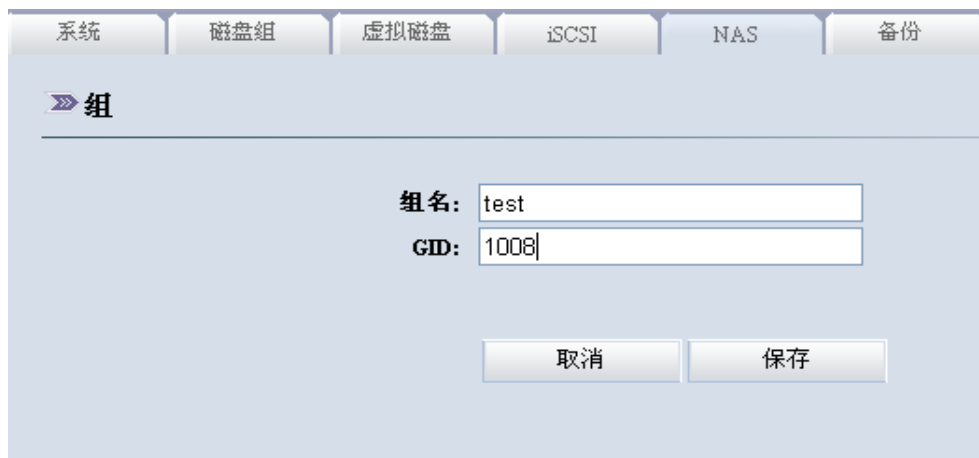 系统 磁盘组 虚拟磁盘 iSCSI NAS 备份
组
组名: test
GID: 1008
取消 保存